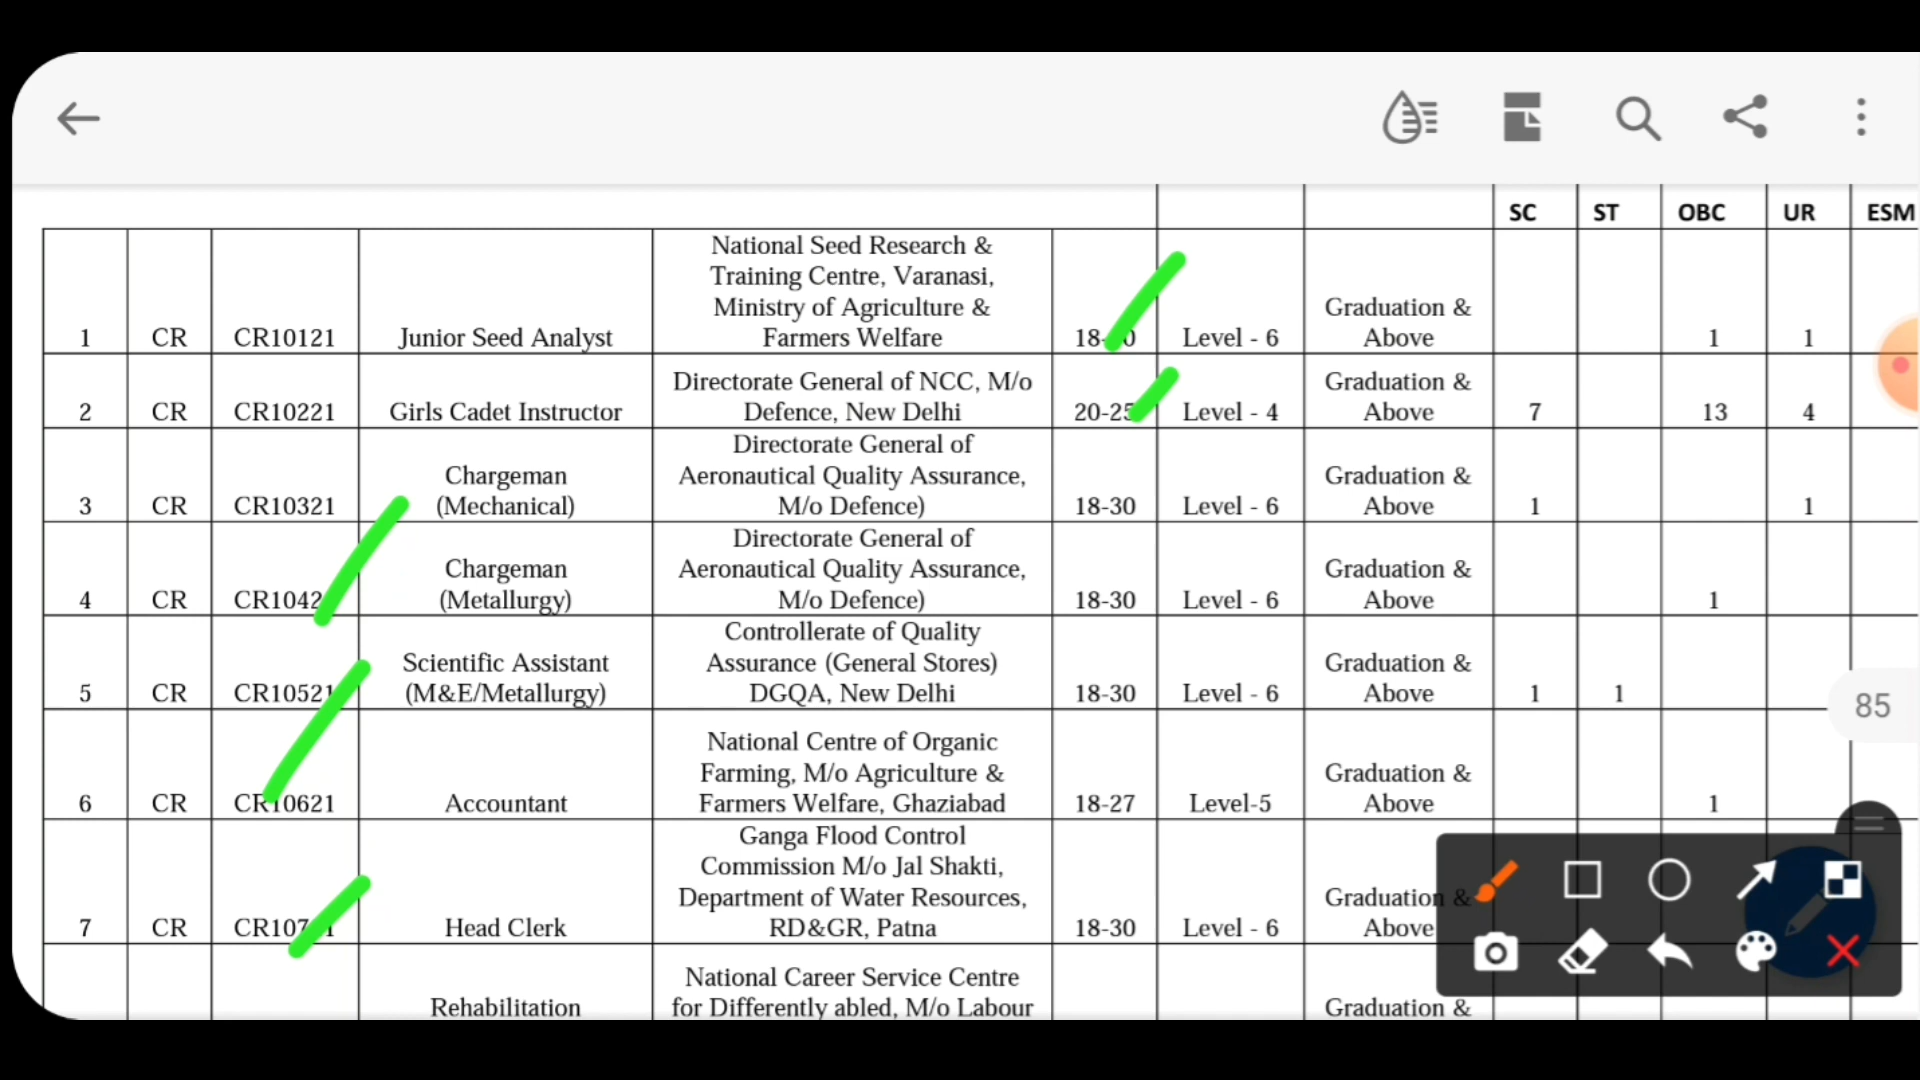 SC ST OBC UR ESM
National Seed Research &
Training Centre, Varanasi,
Ministry of Agriculture &
Graduation &
1 CR CR10121 Junior Seed Analyst Farmers Welfare Level - 6 Above 1 1
Directorate General of NCC, M/o
Graduation &
2 CR CR10221 Girls Cadet Instructor Defence, New Delhi 20-25 Level - 4 Above 7 13 4
Directorate General of
Chargeman Aeronautical Quality Assurance, Graduation &
3 CR CR10321 (Mechanical) M/o Defence) 18-30 Level - 6 Above 1 1
Directorate General of
Chargeman Aeronautical Quality Assurance, Graduation &
4 CR (Metallurgy) M/o Defence) 18-30 Level - 6 Above 1
Controllerate of Quality
Scientific Assistant Assurance (General Stores) Graduation &
5 CR CR10521 (M&E/Metallurgy) DGQA, New Delhi 18-30 Level - 6 Above 1 1
National Centre of Organic
Farming, M/o Agriculture & Graduation &
6 CR CR10621 Accountant Farmers Welfare, Ghaziabad 18-27 Level-5 Above 1
Ganga Flood Control
Commission M/o Jal Shakti,
Department of Water Resources, Graduation &
7 CR Head Clerk RD&GR, Patna 18-30 Level - 6 Above
National Career Service Centre
Rehabilitation for Differently abled, M/o Labour Graduation &
85